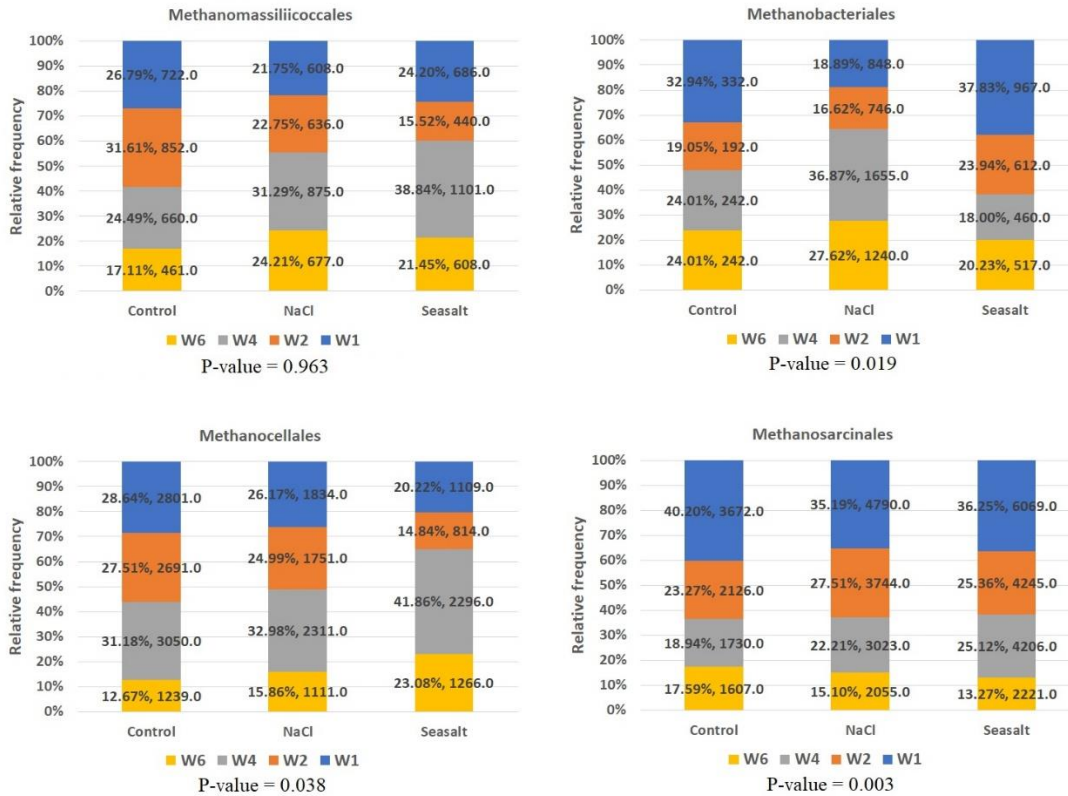 Methanomassiliicoccales
Relative frequency
100%
90%
80%
70%
60%
50%
40%
30%
20%
10%
0%
26.79%, 722.0 21.75%, 608.0 24.20%, 686.0
31.61%, 852.0 22.75%, 636.0 15.52%, 440.0
24.49%, 660.0 31.29%, 875.0 38.84%, 1101.0
17.11%, 461.0 24.21%, 677.0 21.45%, 608.0
Control NaCl Seasalt
W6 W4 W2 W1
P-value = 0.963
Methanobacteriales
Relative frequency
100%
90%
80%
70%
60%
50%
40%
30%
20%
10%
0%
32.94%, 332.0 18.89%, 848.0 37.83%, 967.0
19.05%, 192.0 16.62%, 746.0 23.94%, 612.0
24.01%, 242.0 36.87%, 1655.0 18.00%, 460.0
24.01%, 242.0 27.62%, 1240.0 20.23%, 517.0
Control NaCl Seasalt
W6 W4 W2 W1
P-value = 0.019
Methanocellales
Relative frequency
100%
90%
80%
70%
60%
50%
40%
30%
20%
10%
0%
28.64%, 2801.0 26.17%, 1834.0 20.22%, 1109.0
27.51%, 2691.0 24.99%, 1751.0 14.84%, 814.0
31.18%, 3050.0 32.98%, 2311.0 41.86%, 2296.0
12.67%, 1239.0 15.86%, 1111.0 23.08%, 1266.0
Control NaCl Seasalt
W6 W4 W2 W1
P-value = 0.038
Methanosarcinales
Relative frequency
100%
90%
80%
70%
60%
50%
40%
30%
20%
10%
0%
40.20%, 3672.0 35.19%, 4790.0 36.25%, 6069.0
23.27%, 2126.0 27.51%, 3744.0 25.36%, 4245.0
18.94%, 1730.0 22.21%, 3023.0 25.12%, 4206.0
17.59%, 1607.0 15.10%, 2055.0 13.27%, 2221.0
Control NaCl Seasalt
W6 W4 W2 W1
P-value = 0.003